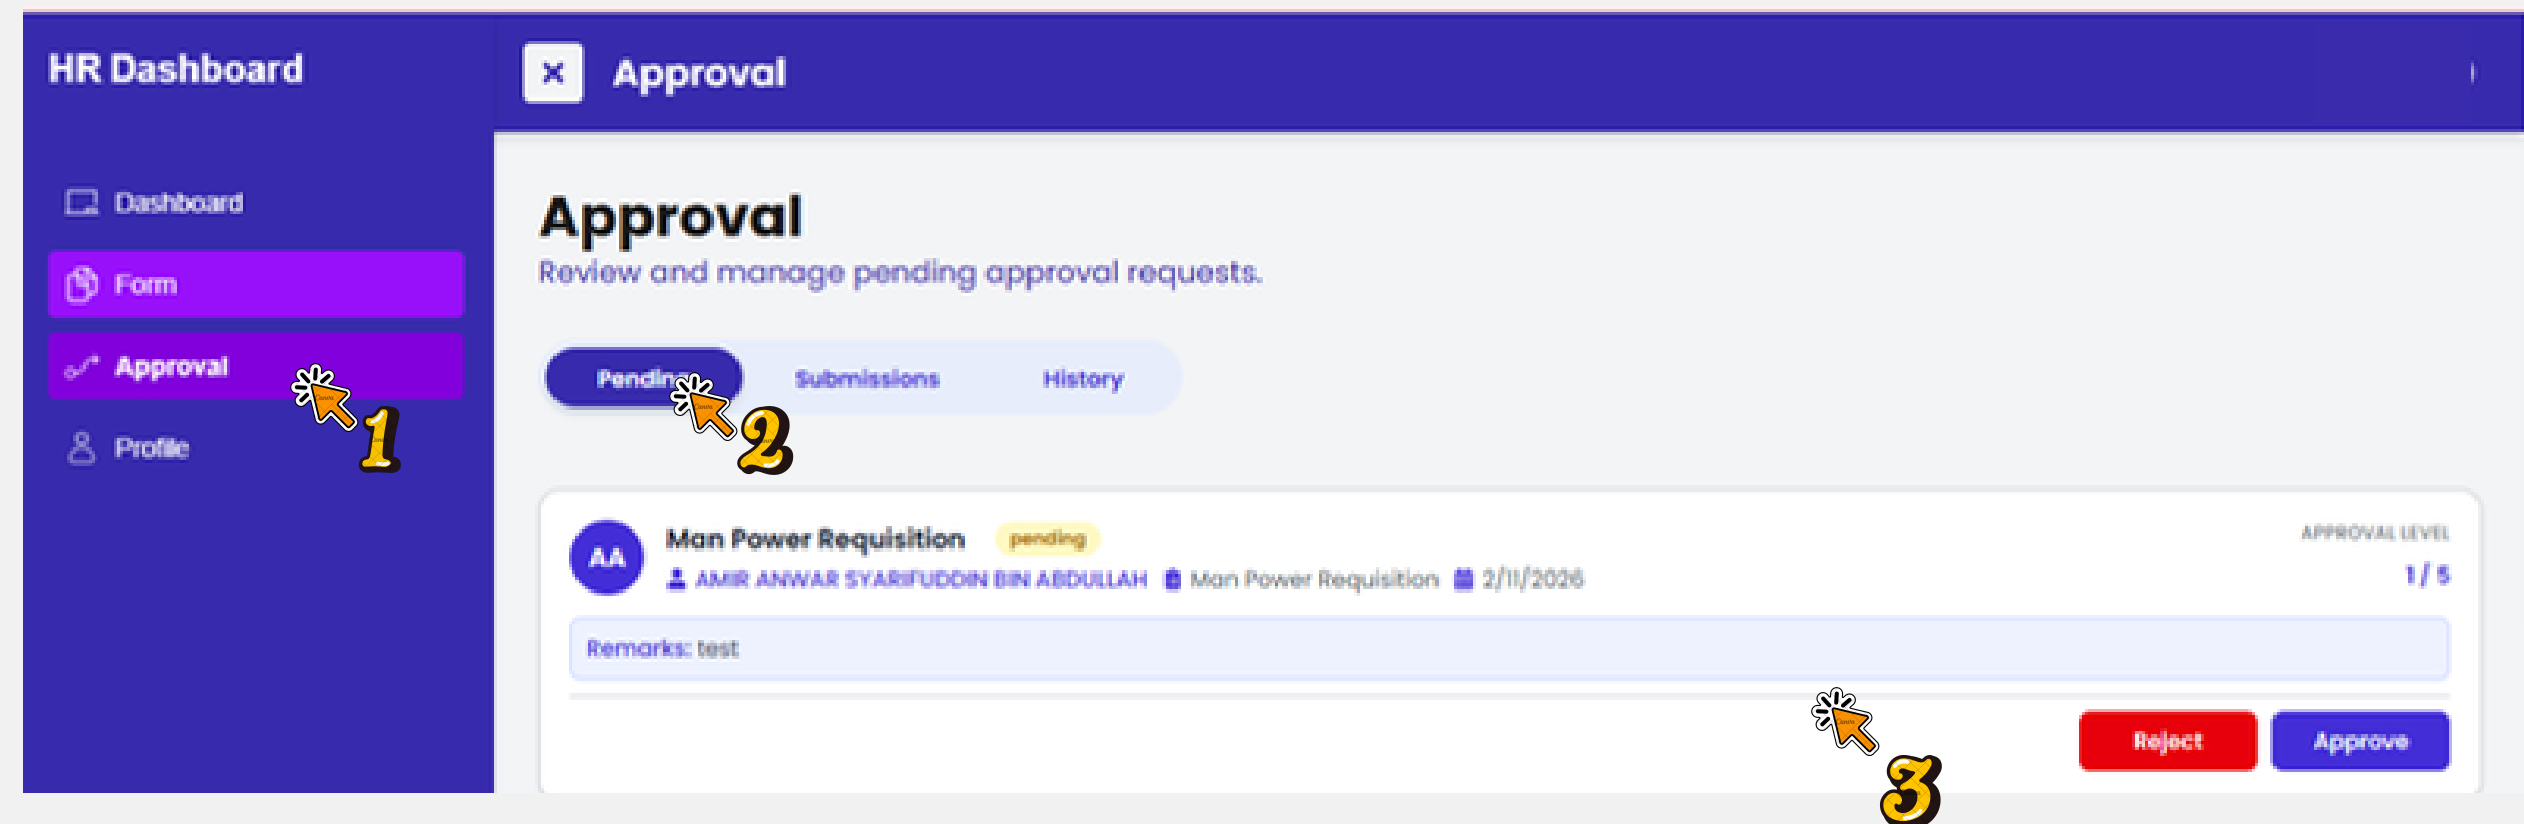 HR Dashboard
Approval
Dashboard
Form
Approval
Profile
1
Approval
Review and manage pending approval requests.
Pending
Submissions
History
2
AA
Man Power Requisition
pending
AMIR ANWAR SYARIFUDDIN BIN ABDULLAH
Man Power Requisition
2/11/2026
APPROVAL LEVEL
1 / 5
Remarks: test
Reject
Approve
3